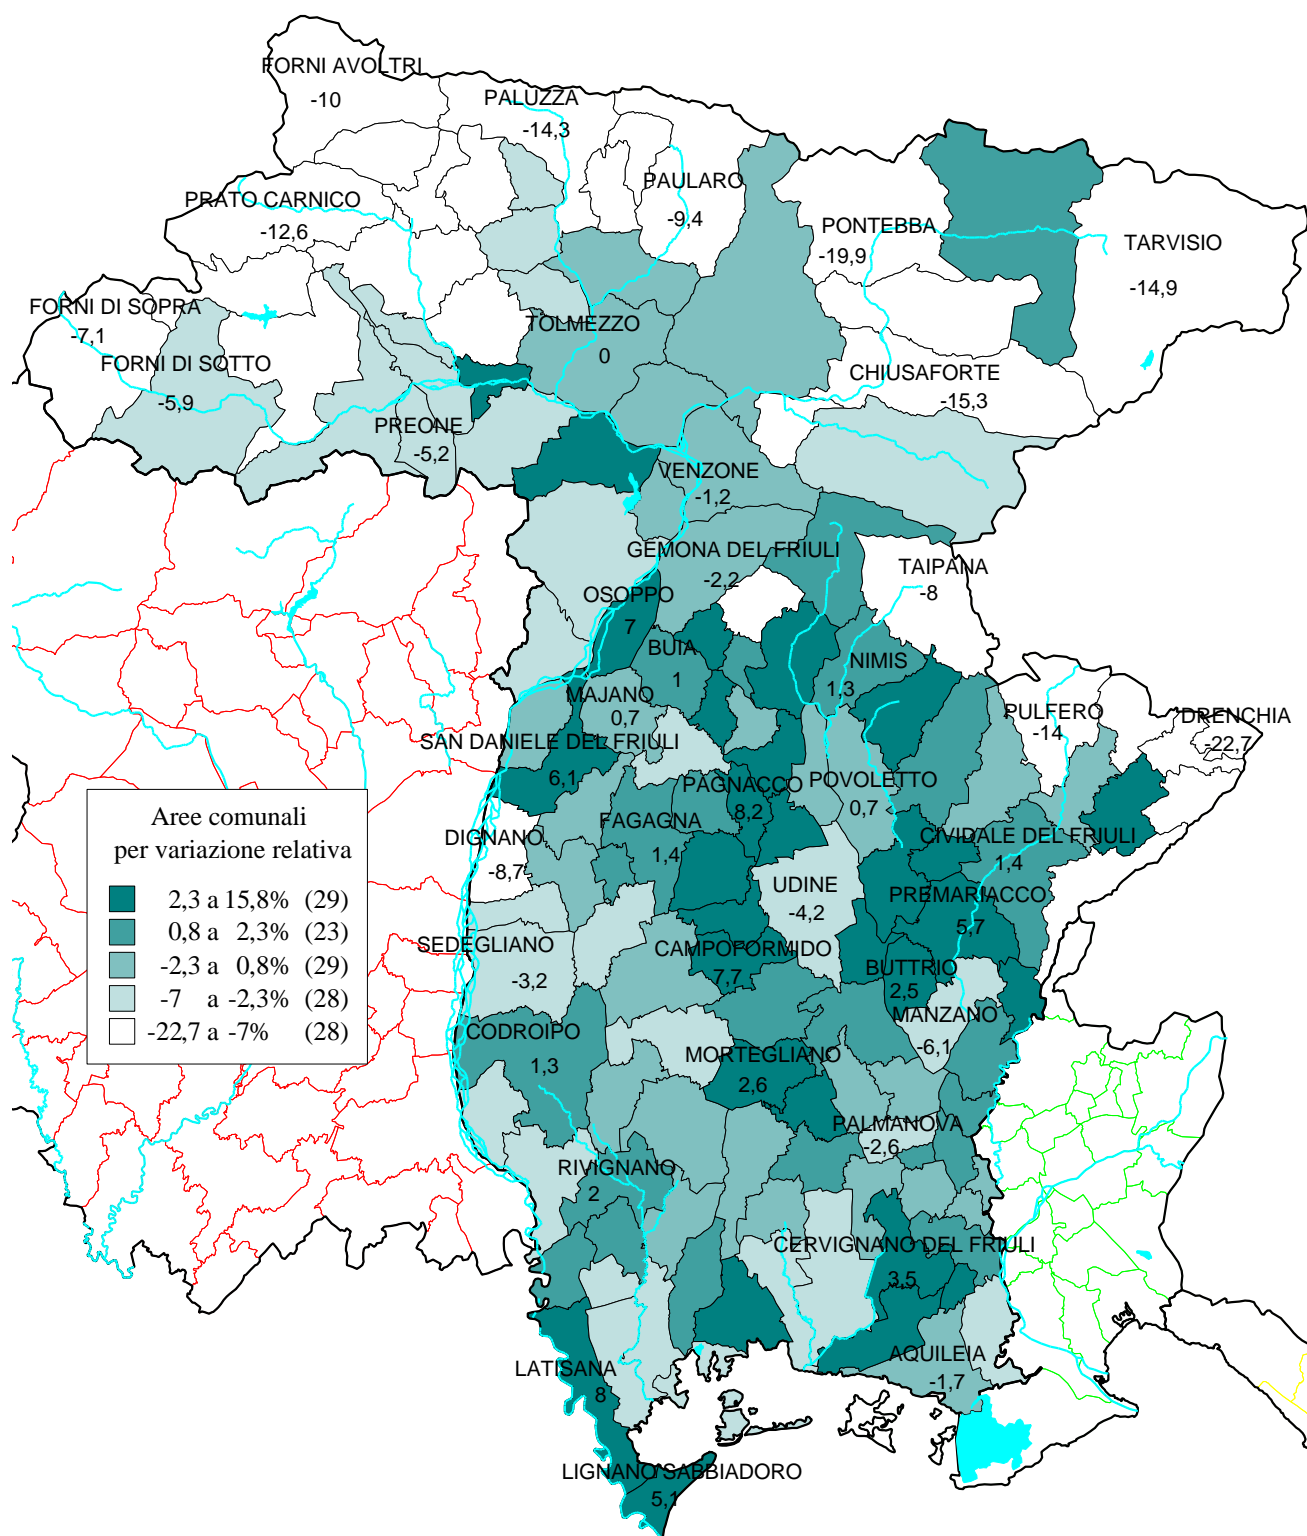 FORNI AVOLTRI
-10
PALUZZA
-14,3
PRATO CARNICO
-12,6
PAULARO
-9,4
PONTEBBA
-19,9
TARVISIO
-14,9
FORNI DI SOPRA
-7,1
TOLMEZZO
0
FORNI DI SOTTO
-5,9
CHIUSAFORTE
-15,3
PREONE
-5,2
VENZONE
-1,2
GEMONA DEL FRIULI
-2,2
TAIPANA
-8
OSOPPO
7
BUIA
1
NIMIS
1,3
MAJANO
0,7
PULFERO
-14
DRENCHIA
-22,7
SAN DANIELE DEL FRIULI
6,1
PAGNACCO
8,2
POVOLETTO
0,7
FAGAGNA
1,4
DIGNANO
-8,7
CIVIDALE DEL FRIULI
1,4
UDINE
-4,2
PREMARIACCO
5,7
SEDEGLIANO
-3,2
CAMPOFORMIDO
7,7
BUTTRIO
2,5
MANZANO
-6,1
CODROIPO
1,3
MORTEGLIANO
2,6
PALMANOVA
-2,6
RIVIGNANO
2
CERVIGNANO DEL FRIULI
3,5
LATISANA
8
AQUILEIA
-1,7
LIGNANO SABBIADORO
5,1
Aree comunali
per variazione relativa
2,3 a 15,8% (29)
0,8 a 2,3% (23)
-2,3 a 0,8% (29)
-7 a -2,3% (28)
-22,7 a -7% (28)